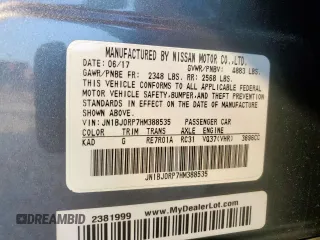 MANUFACTURED BY NISSAN MOTOR CO.,LTD.
DATE: 06/17 GVWR/PNBV: 4883 LBS.
GAWR/PNBE FR: 2348 LBS. RR: 2568 LBS.
THIS VEHICLE CONFORMS TO ALL APPLICABLE FEDERAL
MOTOR VEHICLE SAFETY,BUMPER,AND THEFT PREVENTION
STANDARDS IN EFFECT ON THE DATE OF
MANUFACTURE SHOWN ABOVE.
VIN:JN1BJ0RP7HM388535 PASSENGER CAR
COLOR TRIM TRANS AXLE ENGINE
KAD G RE7R01A RC31 VQ37(VHR) 3696CC
JN1BJ0RP7HM388535
2381999
www.MyDealerLot.com